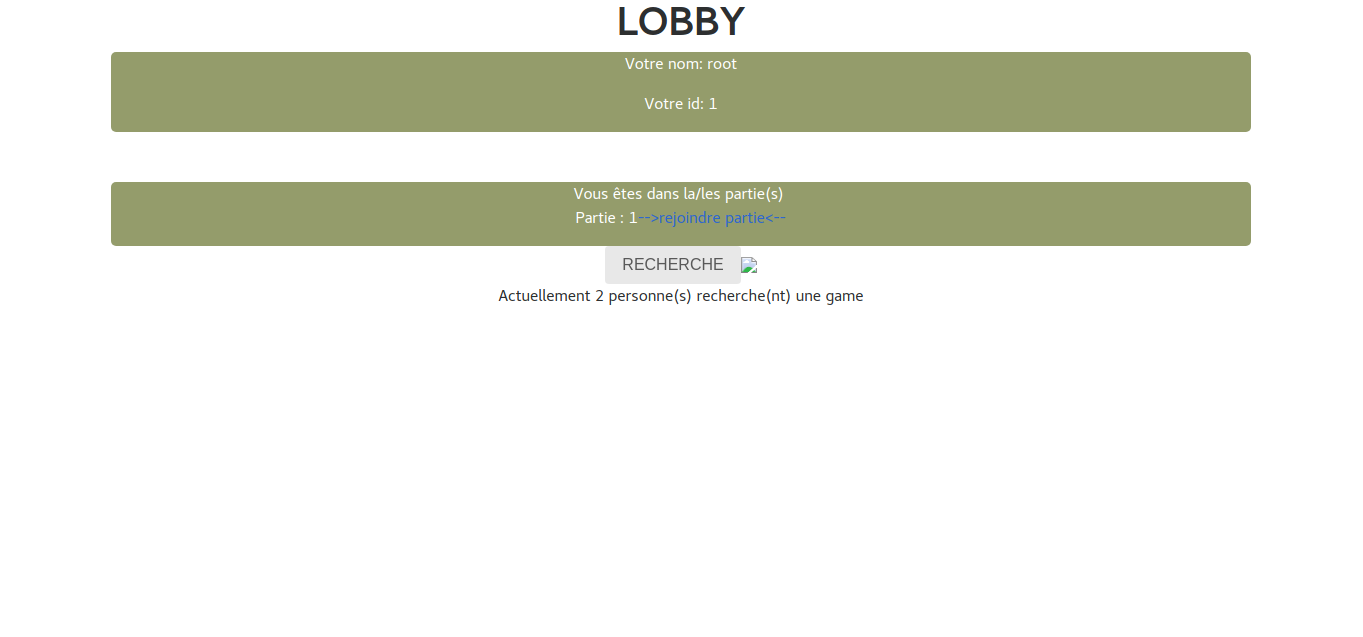 LOBBY
Votre nom: root
Votre id: 1
Vous êtes dans la/les partie(s)
Partie : 1-->rejoindre partie<--
RECHERCHE
Actuellement 2 personne(s) recherche(nt) une game